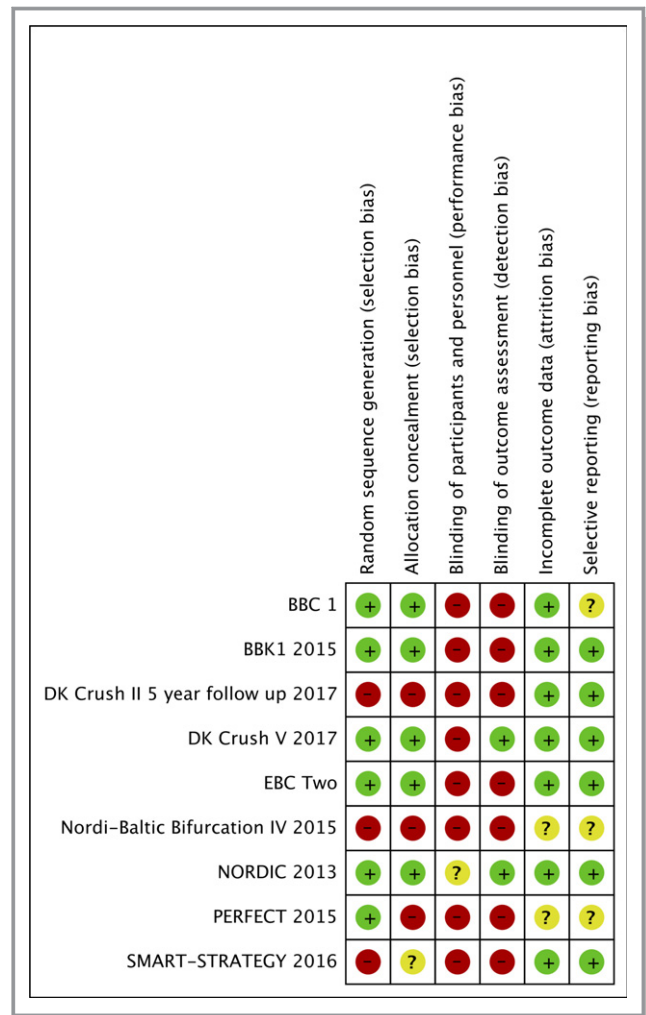 Random sequence generation (selection bias)
Allocation concealment (selection bias)
Blinding of participants and personnel (performance bias)
Blinding of outcome assessment (detection bias)
Incomplete outcome data (attrition bias)
Selective reporting (reporting bias)
BBC 1 + + - - + ?
BBK1 2015 + + - - + +
DK Crush II 5 year follow up 2017 - - - - + +
DK Crush V 2017 + + - + + +
EBC Two + + - - + +
Nordi-Baltic Bifurcation IV 2015 - - - - ? ?
NORDIC 2013 + + ? + + +
PERFECT 2015 + - - - ? ?
SMART-STRATEGY 2016 - ? - - + +